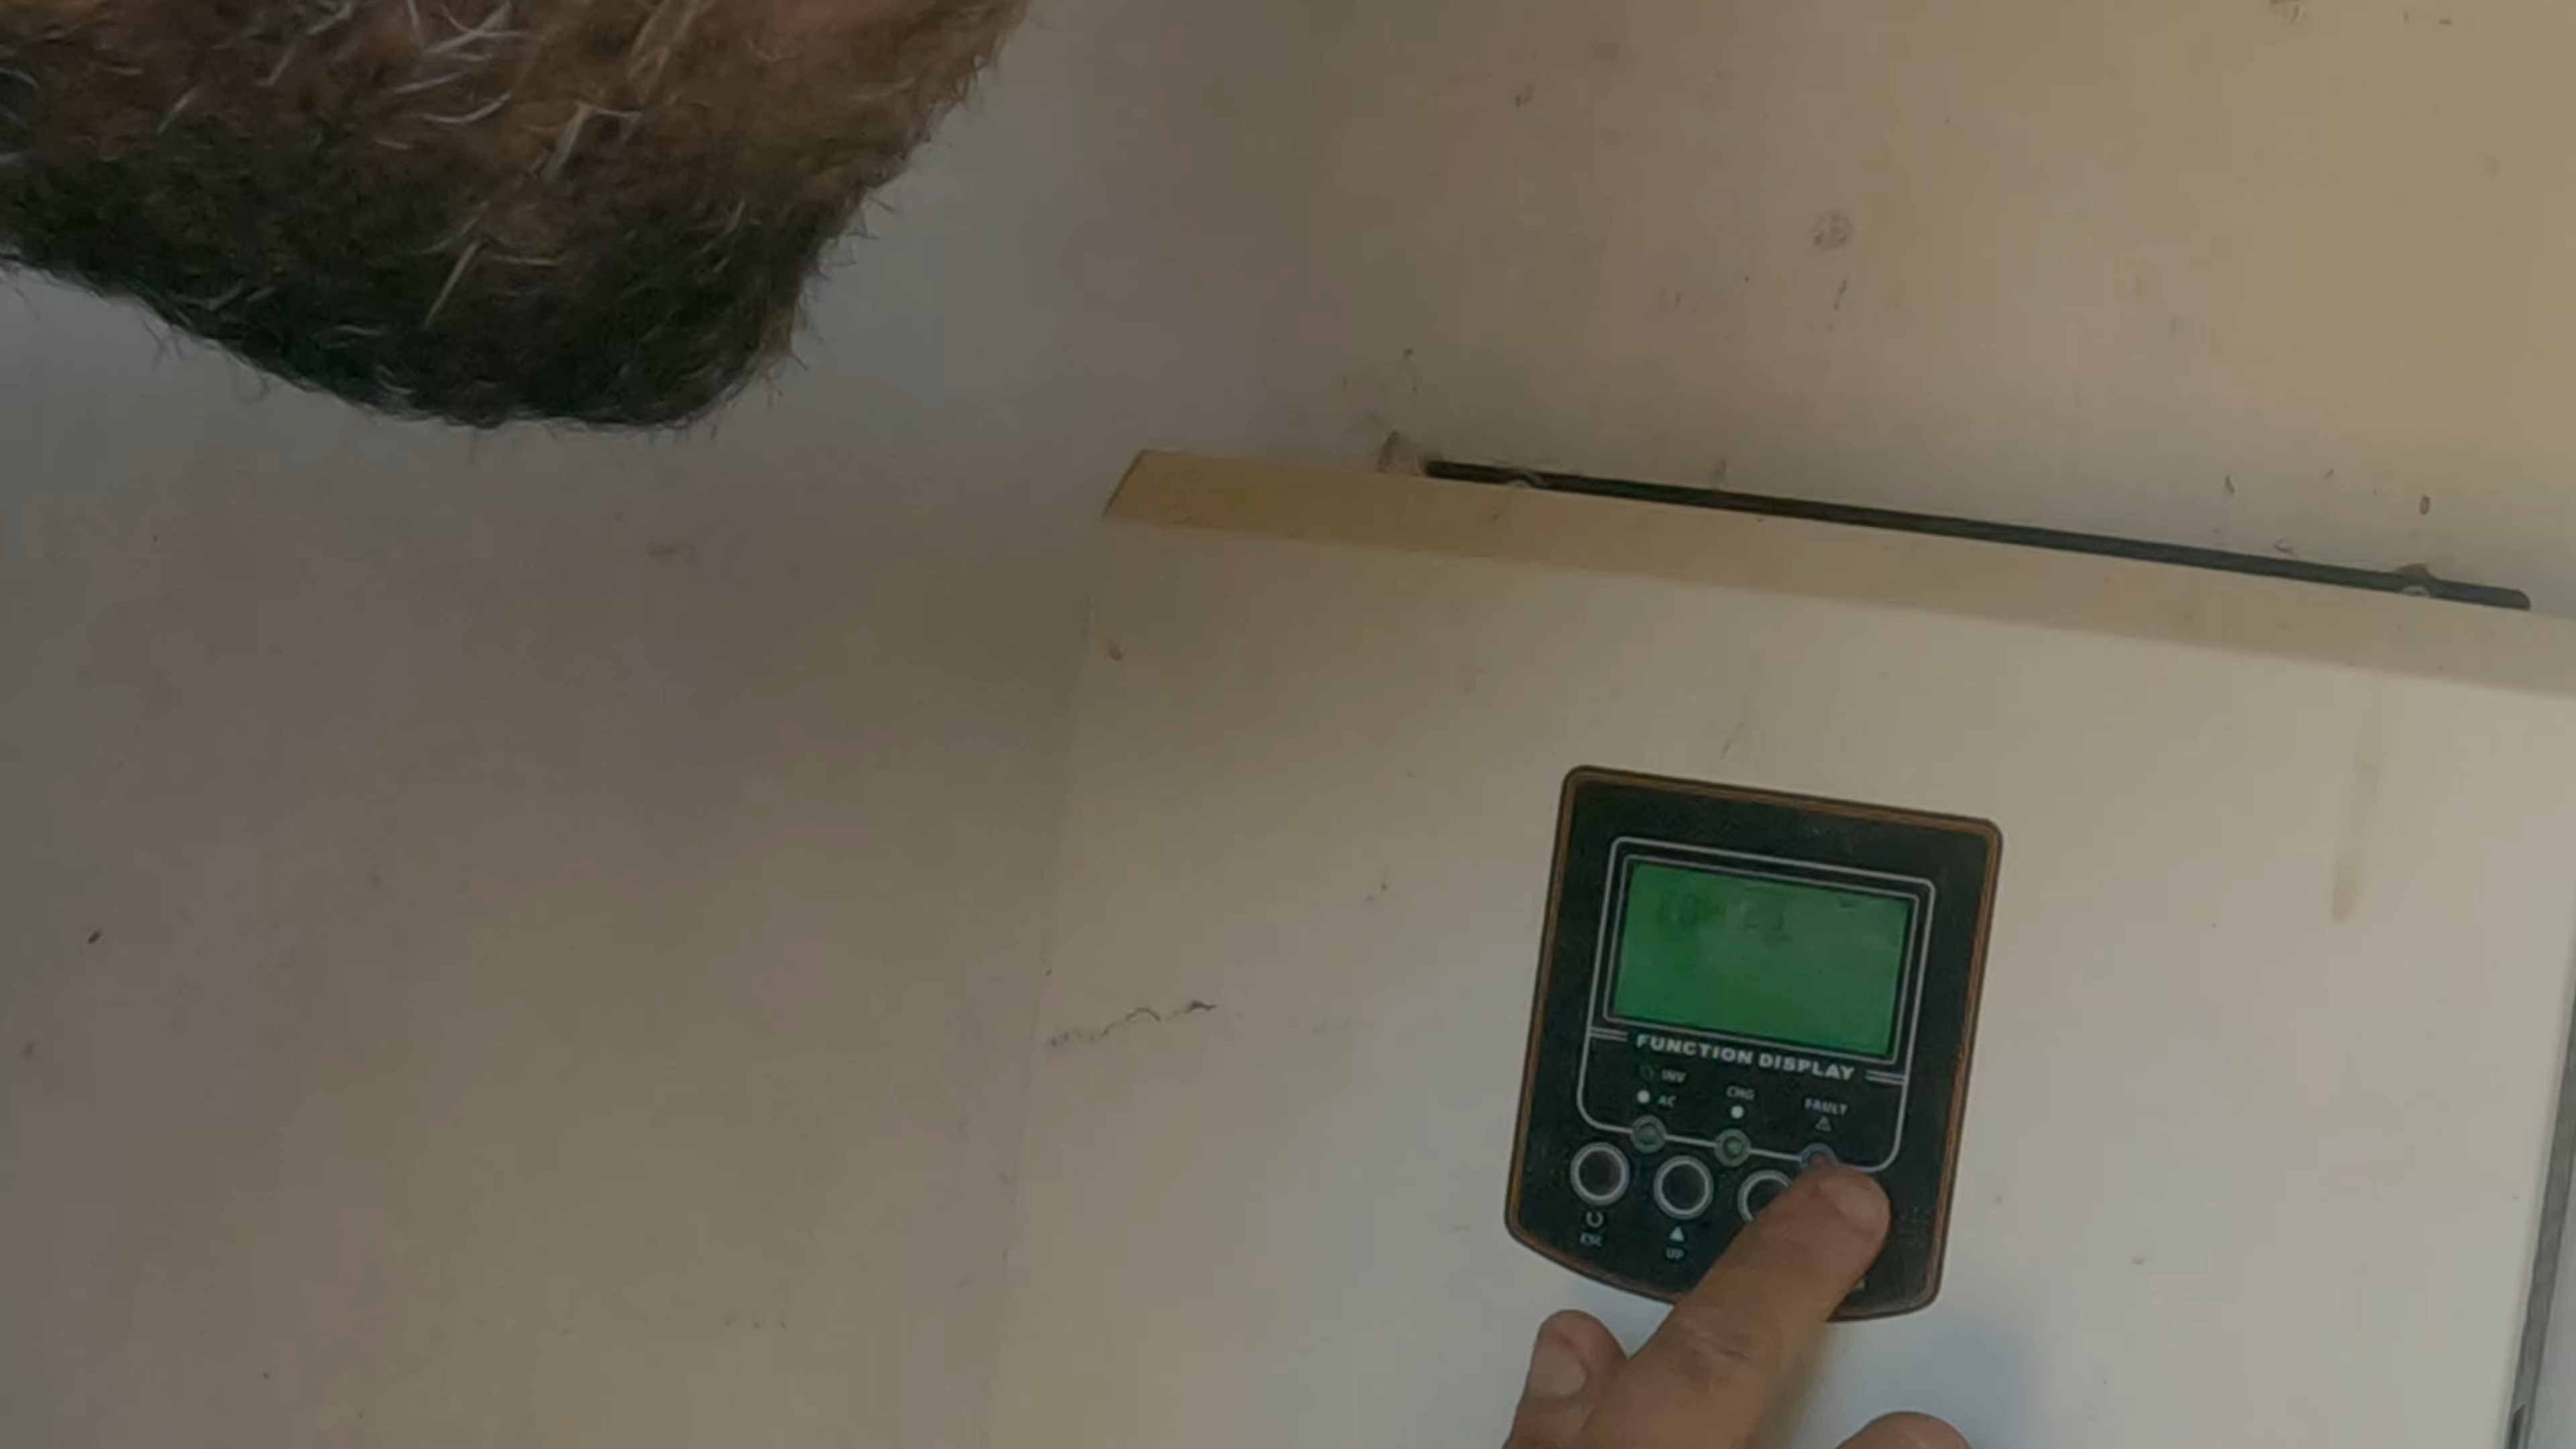 FUNCTION DISPLAY
INV
AC
CHG
FAULT
ESC
UP